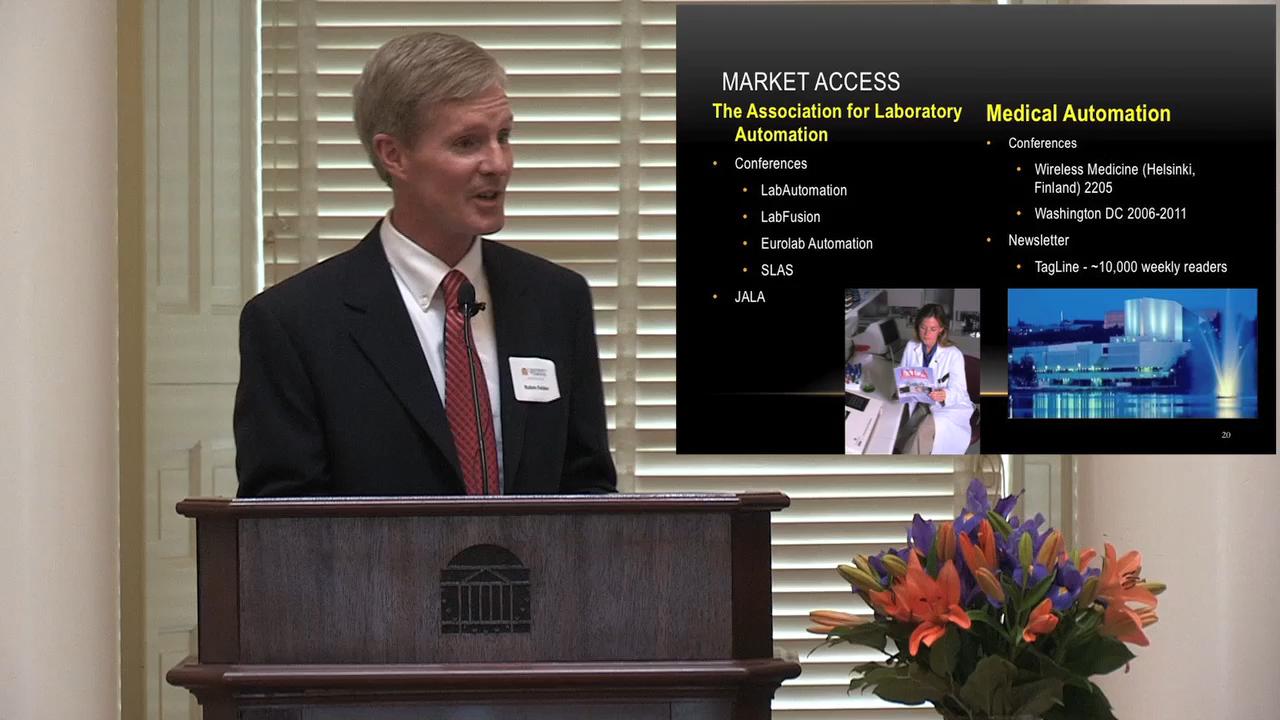 MARKET ACCESS
The Association for Laboratory
Automation
• Conferences
• LabAutomation
• LabFusion
• Eurolab Automation
• SLAS
• JALA
Medical Automation
• Conferences
• Wireless Medicine (Helsinki,
Finland) 2205
• Washington DC 2006-2011
• Newsletter
• TagLine - ~10,000 weekly readers
20